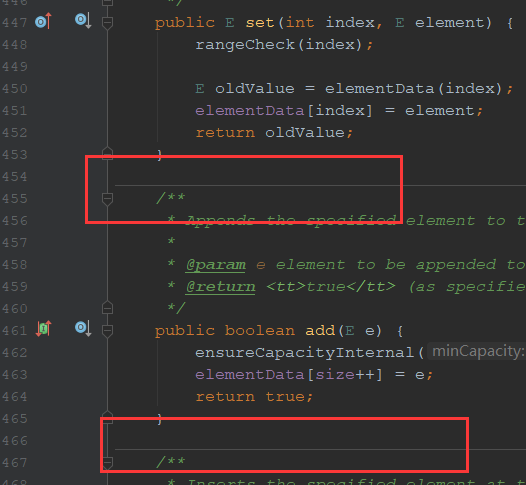 446 */
447 public E set(int index, E element) {
448 rangeCheck(index);
449
450 E oldValue = elementData(index);
451 elementData[index] = element;
452 return oldValue;
453 }
454
455 /**
456 * Appends the specified element to t
457 *
458 * @param e element to be appended to
459 * @return <tt>true</tt> (as specifie
460 */
461 public boolean add(E e) {
462 ensureCapacityInternal( minCapacity:
463 elementData[size++] = e;
464 return true;
465 }
466
467 /**
468 * Inserts the specified element at t